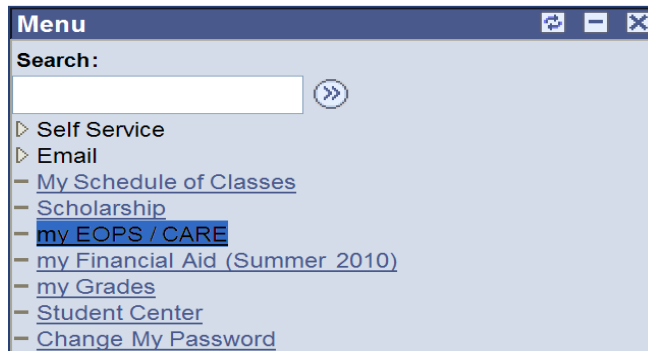 Menu
Search:
Self Service
Email
My Schedule of Classes
Scholarship
my EOPS / CARE
my Financial Aid (Summer 2010)
my Grades
Student Center
Change My Password